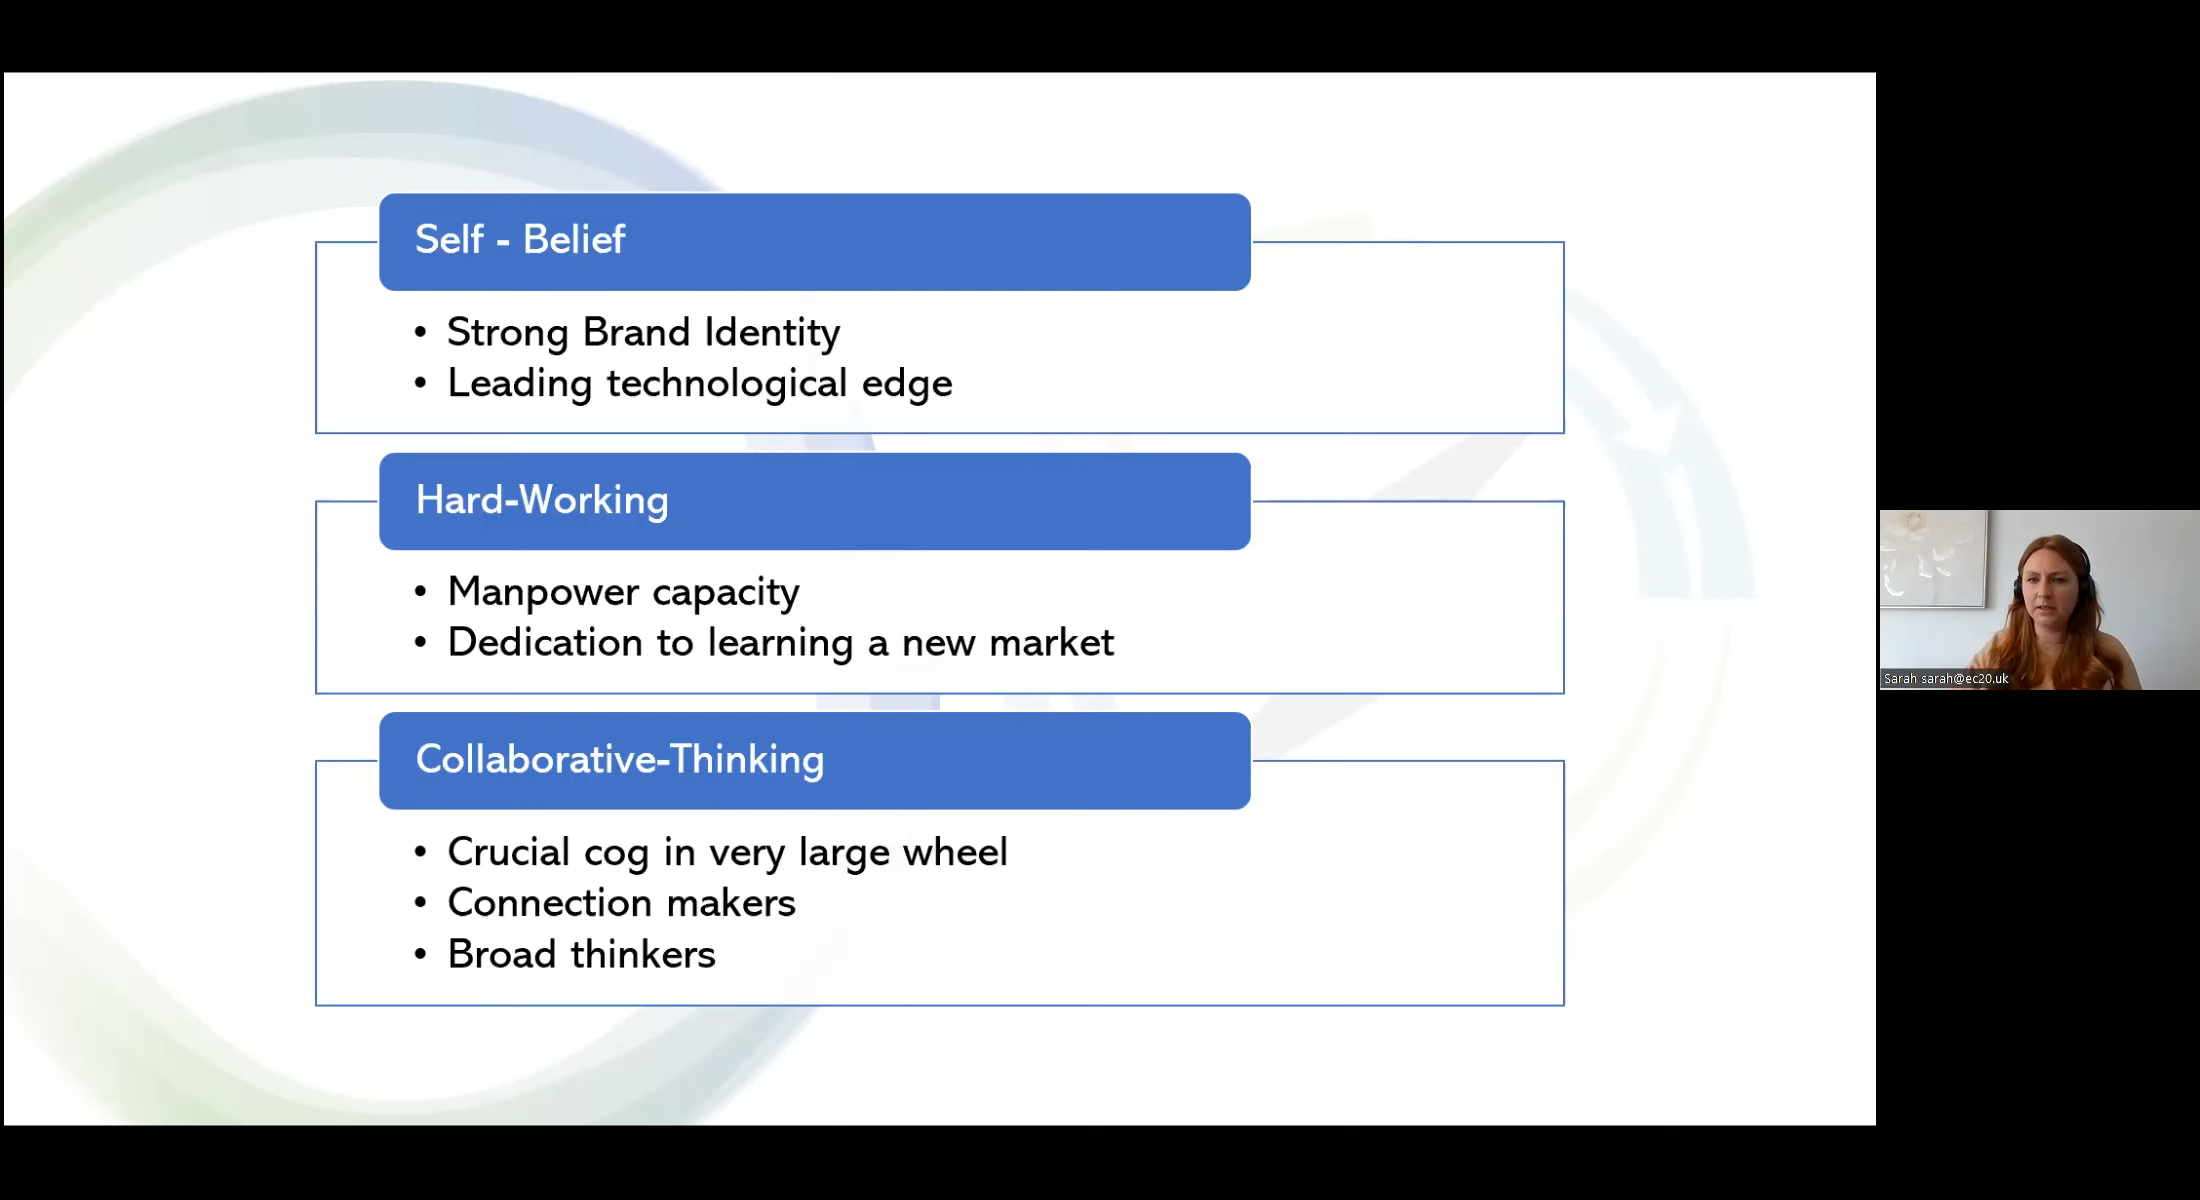 Self - Belief
• Strong Brand Identity
• Leading technological edge
Hard-Working
• Manpower capacity
• Dedication to learning a new market
Collaborative-Thinking
• Crucial cog in very large wheel
• Connection makers
• Broad thinkers
Sarah sarah@ec20.uk